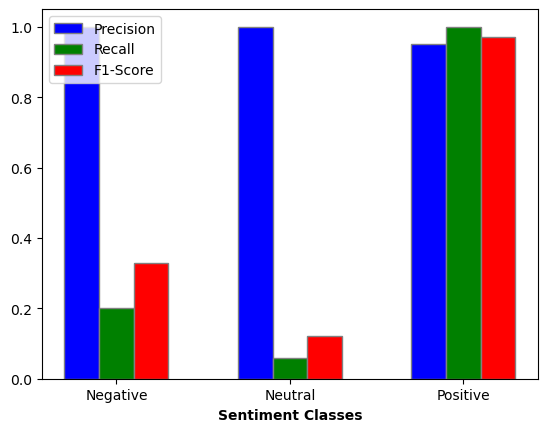 Precision
Recall
F1-Score
1.0
0.8
0.6
0.4
0.2
0.0
Negative
Neutral
Positive
Sentiment Classes